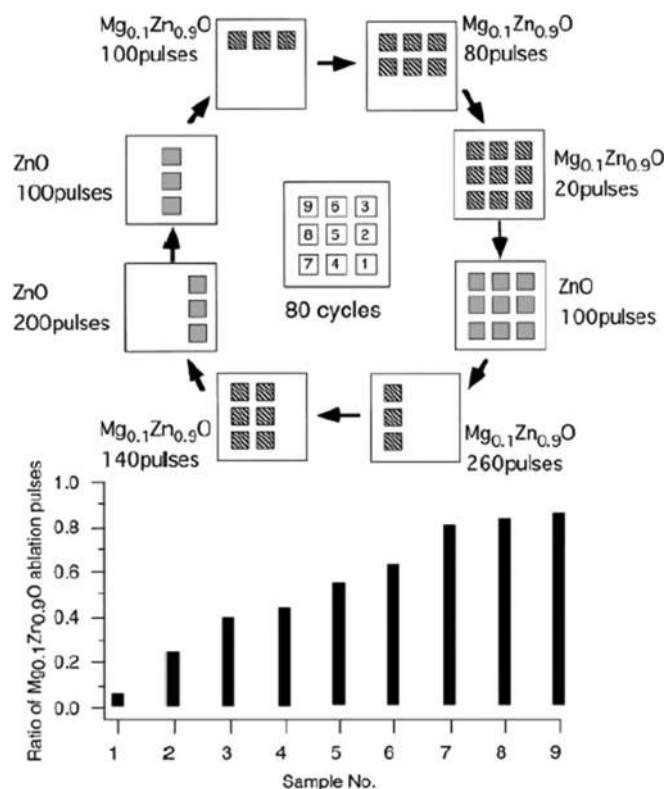 Mg0.1Zn0.9O
100pulses
Mg0.1Zn0.9O
80pulses
Mg0.1Zn0.9O
20pulses
ZnO
100pulses
9 6 3
8 5 2
7 4 1
80 cycles
ZnO
200pulses
ZnO
100pulses
Mg0.1Zn0.9O
140pulses
Mg0.1Zn0.9O
260pulses
Ratio of Mg0.1Zn0.9O ablation pulses
1.0
0.8
0.6
0.4
0.2
0.0
1 2 3 4 5 6 7 8 9
Sample No.